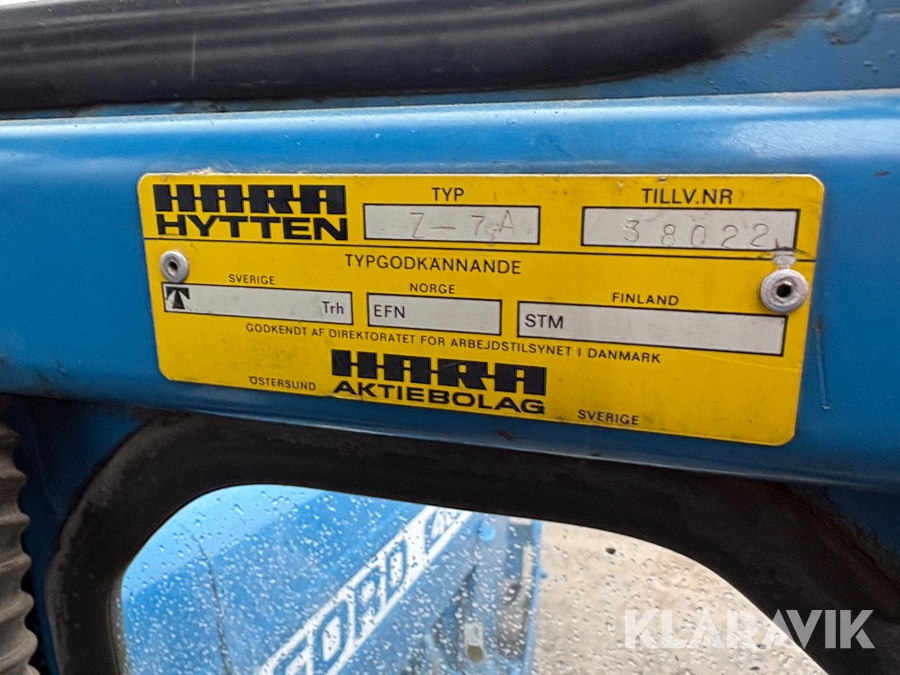 HARA
HYTTEN
TYP
Z-7A
TILLV.NR
38022
TYPGODKÄNNANDE
SVERIGE
T Trh
NORGE
EFN
FINLAND
STM
GODKENDT AF DIREKTORATET FOR ARBEJDSTILSYNET I DANMARK
HARA
AKTIEBOLAG
ÖSTERSUND
SVERIGE
FORD
KLARAVIK